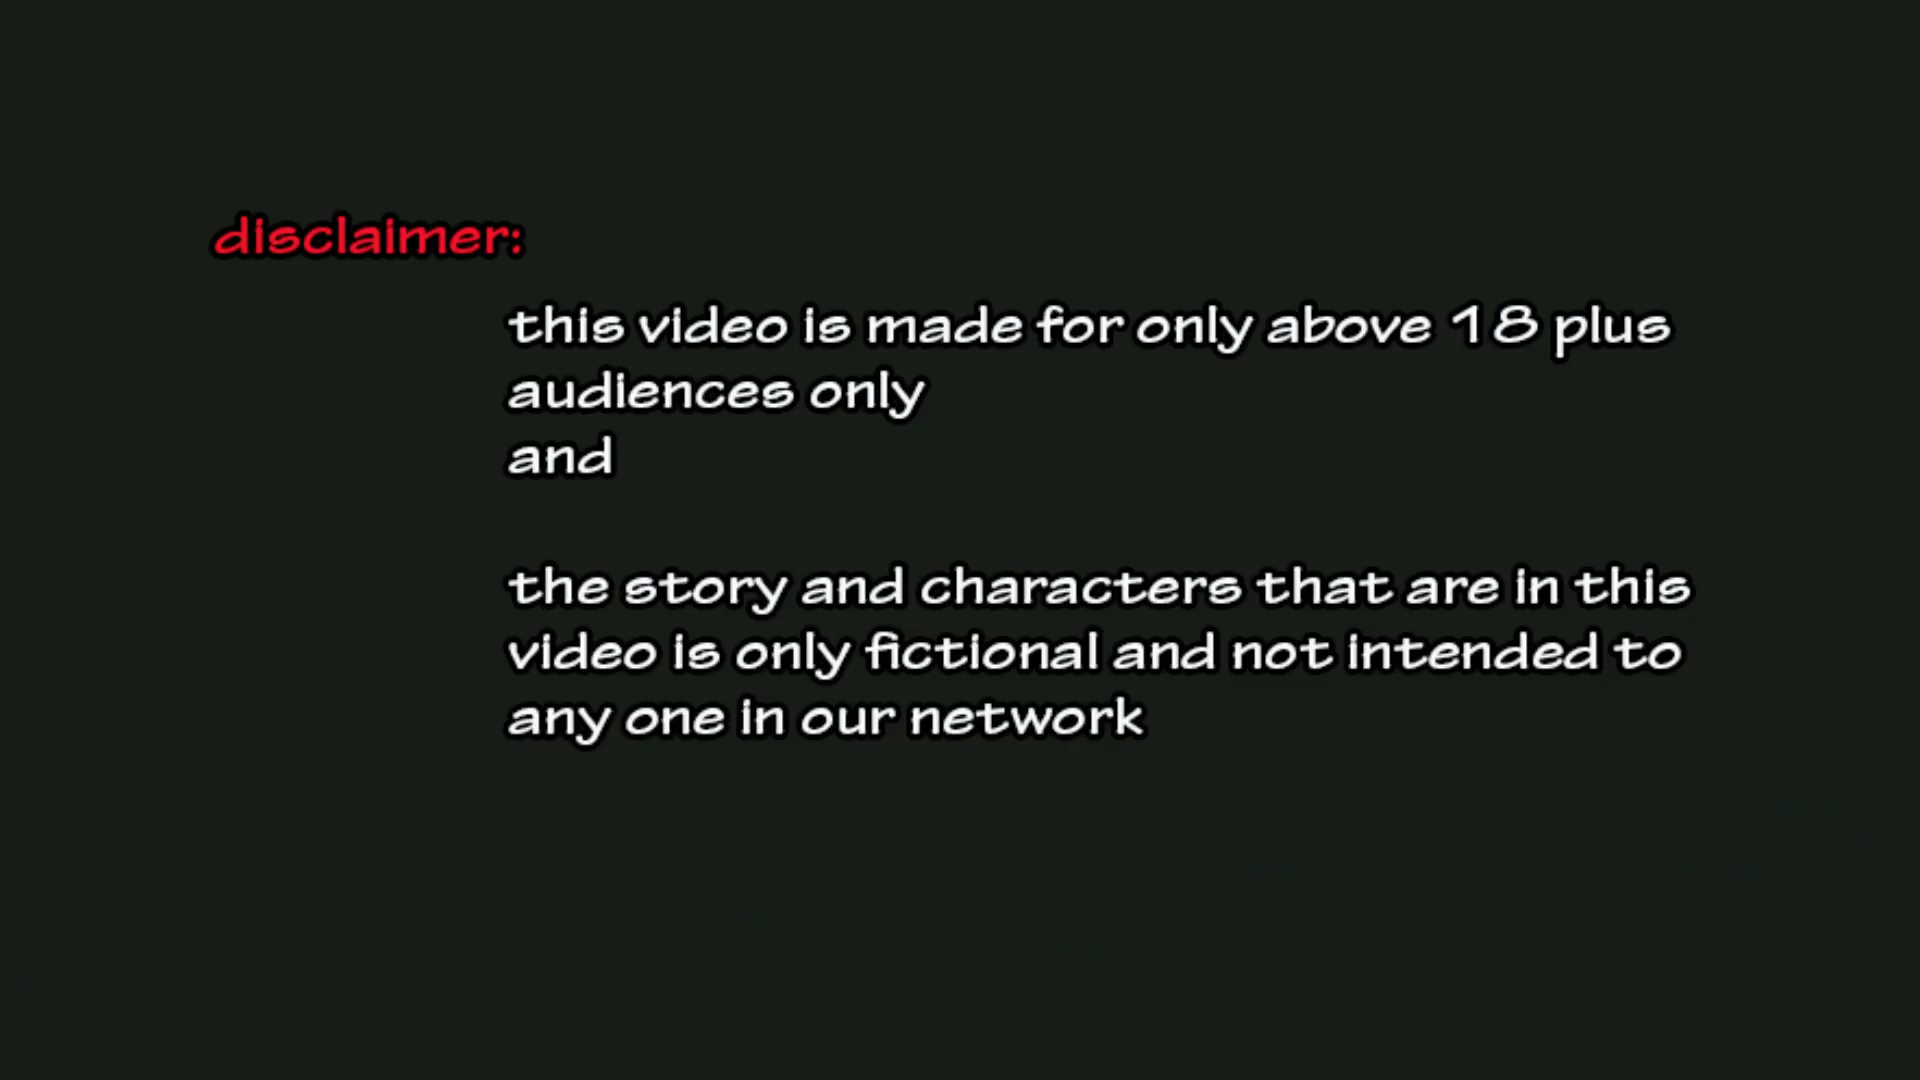 disclaimer:
this video is made for only above 18 plus
audiences only
and
the story and characters that are in this
video is only fictional and not intended to
any one in our network